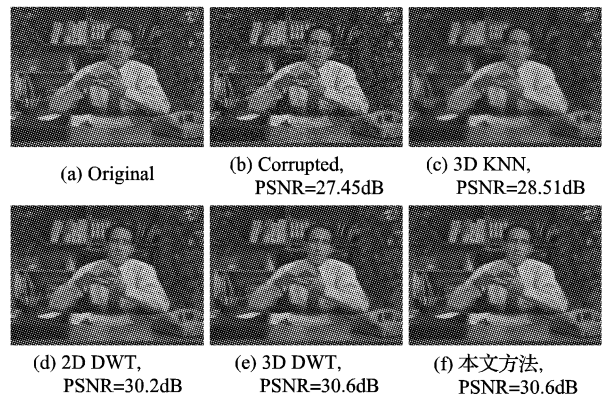 (a) Original
(b) Corrupted,
PSNR=27.45dB
(c) 3D KNN,
PSNR=28.51dB
(d) 2D DWT,
PSNR=30.2dB
(e) 3D DWT,
PSNR=30.6dB
(f) 本文方法,
PSNR=30.6dB